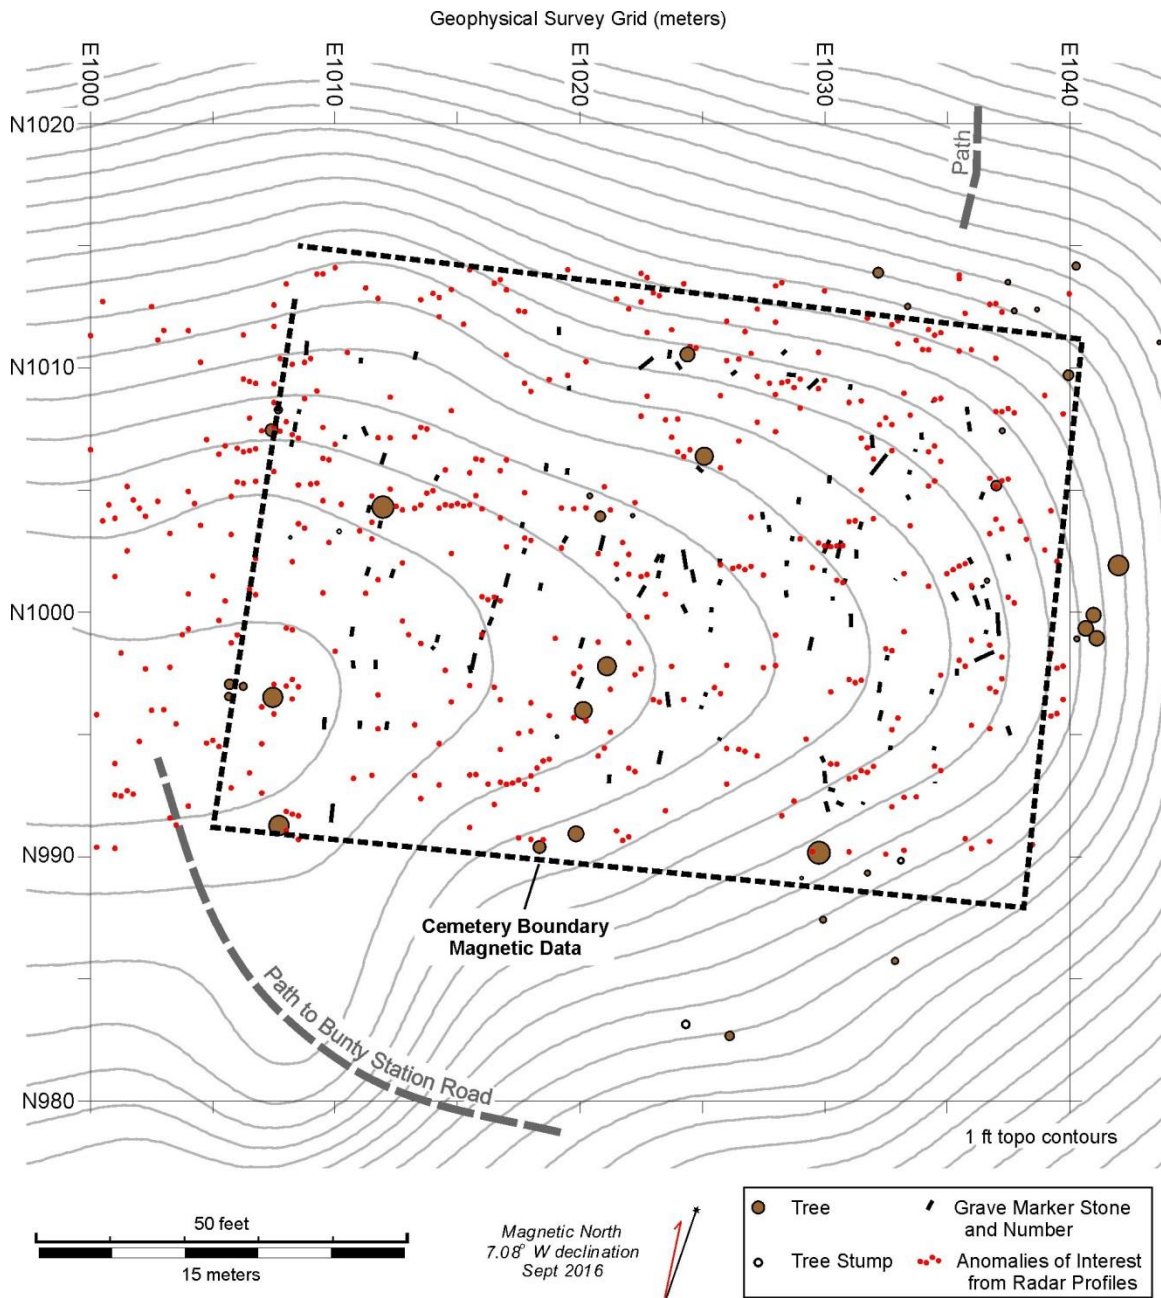 Geophysical Survey Grid (meters)
E1000
E1010
E1020
E1030
E1040
N1020
Path
N1010
N1000
N990
Cemetery Boundary
Magnetic Data
Path to Bunty Station Road
N980
1 ft topo contours
50 feet
15 meters
Magnetic North
7.08° W declination
Sept 2016
Tree
Grave Marker Stone
and Number
Tree Stump
Anomalies of Interest
from Radar Profiles